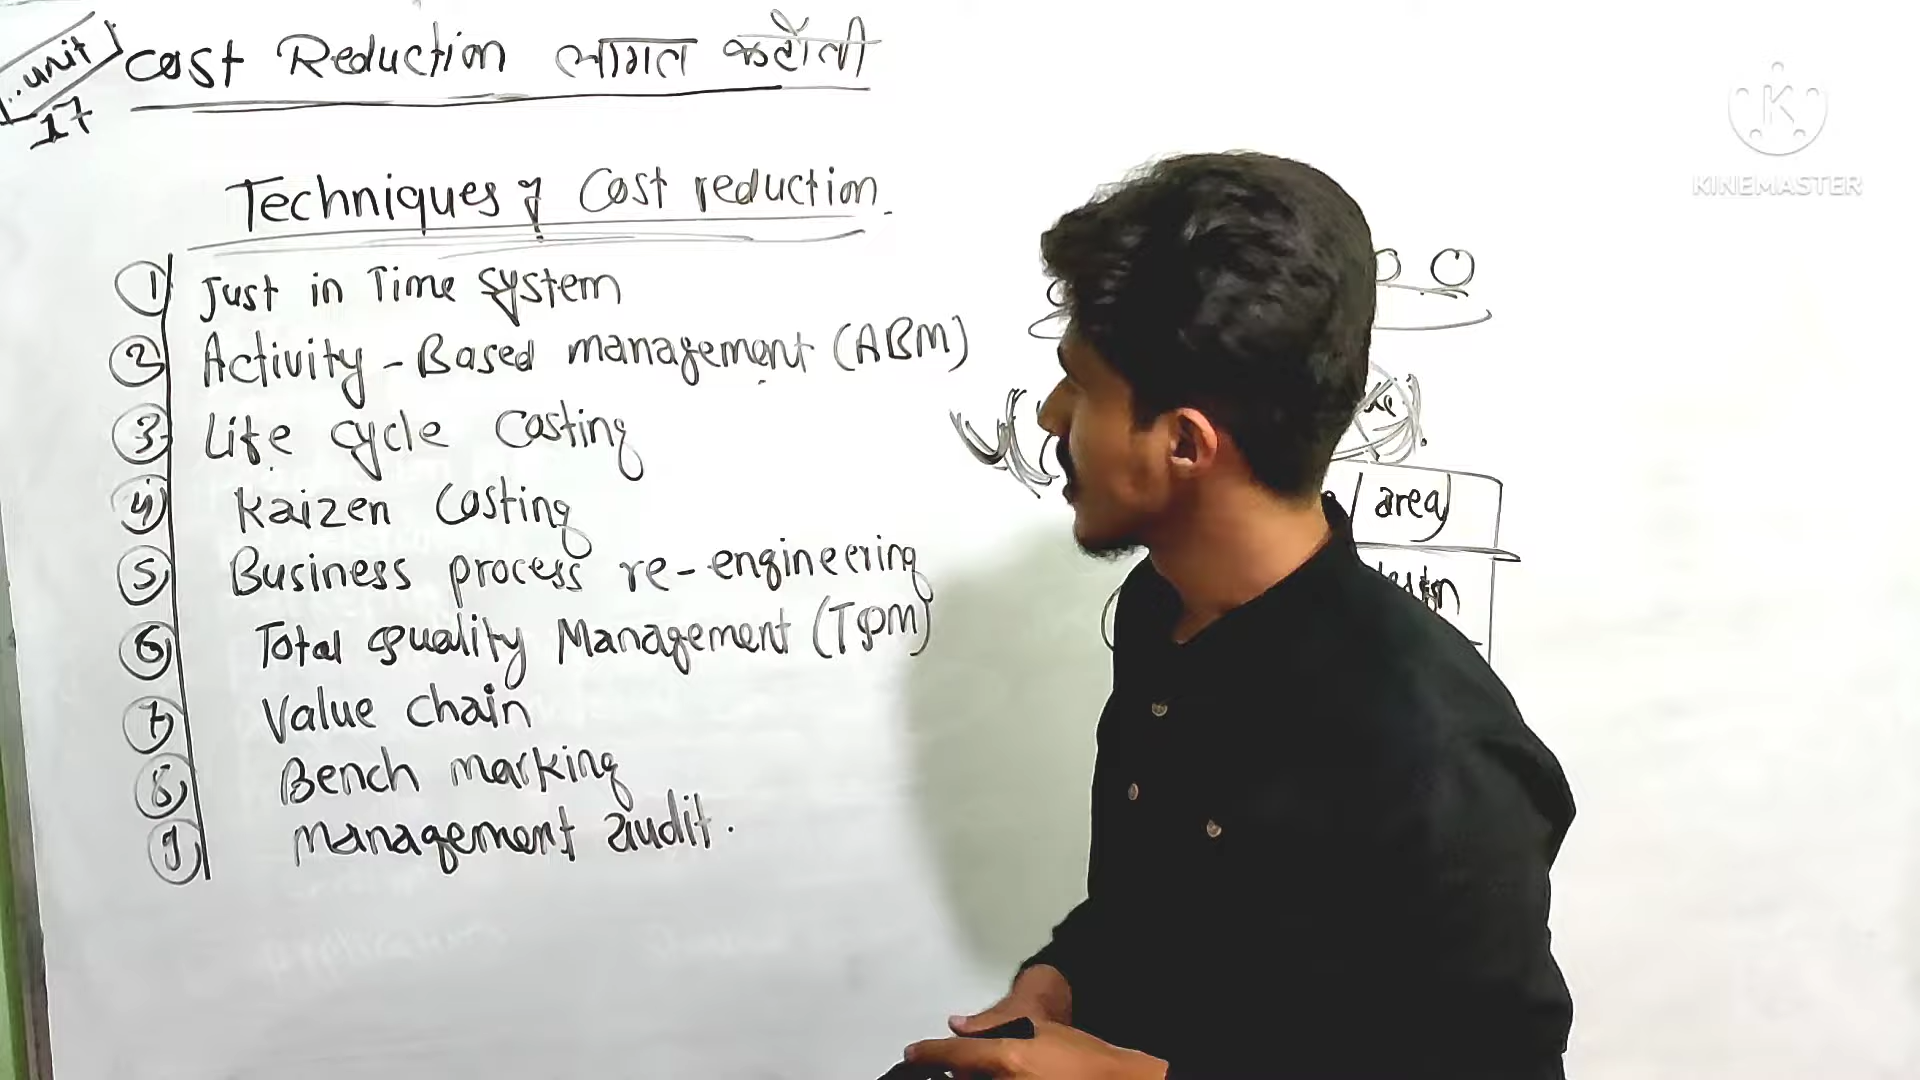 unit
17
Cost Reduction लागत कटौती
Techniques of Cost reduction.
1 Just in Time system
2 Activity-Based management (ABM)
3 Life cycle Costing
4 Kaizen Costing
5 Business process re-engineering
6 Total quality Management (TQM)
7 Value chain
8 Bench marking
9 management audit.
area
design
K
KINEMASTER